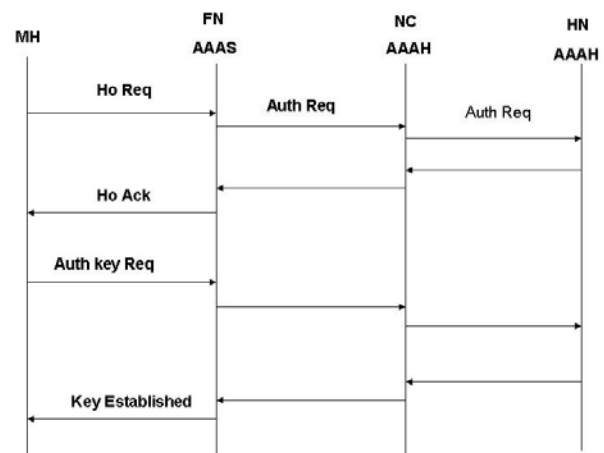 MH
FN
AAAS
NC
AAAH
HN
AAAH
Ho Req
Auth Req
Auth Req
Ho Ack
Auth key Req
Key Established